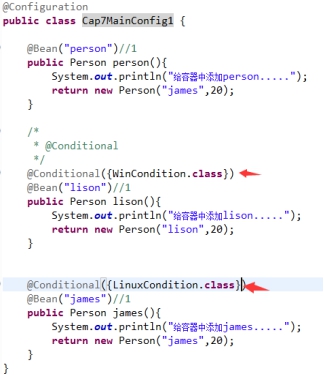 @Configuration
public class Cap7MainConfig1 {
@Bean("person")//1
public Person person(){
System.out.println("给容器中添加person.....");
return new Person("james",20);
}
/*
* @Conditional
*/
@Conditional({WinCondition.class})
@Bean("lison")//1
public Person lison(){
System.out.println("给容器中添加lison.....");
return new Person("lison",20);
}
@Conditional({LinuxCondition.class})
@Bean("james")//1
public Person james(){
System.out.println("给容器中添加james.....");
return new Person("james",20);
}
}